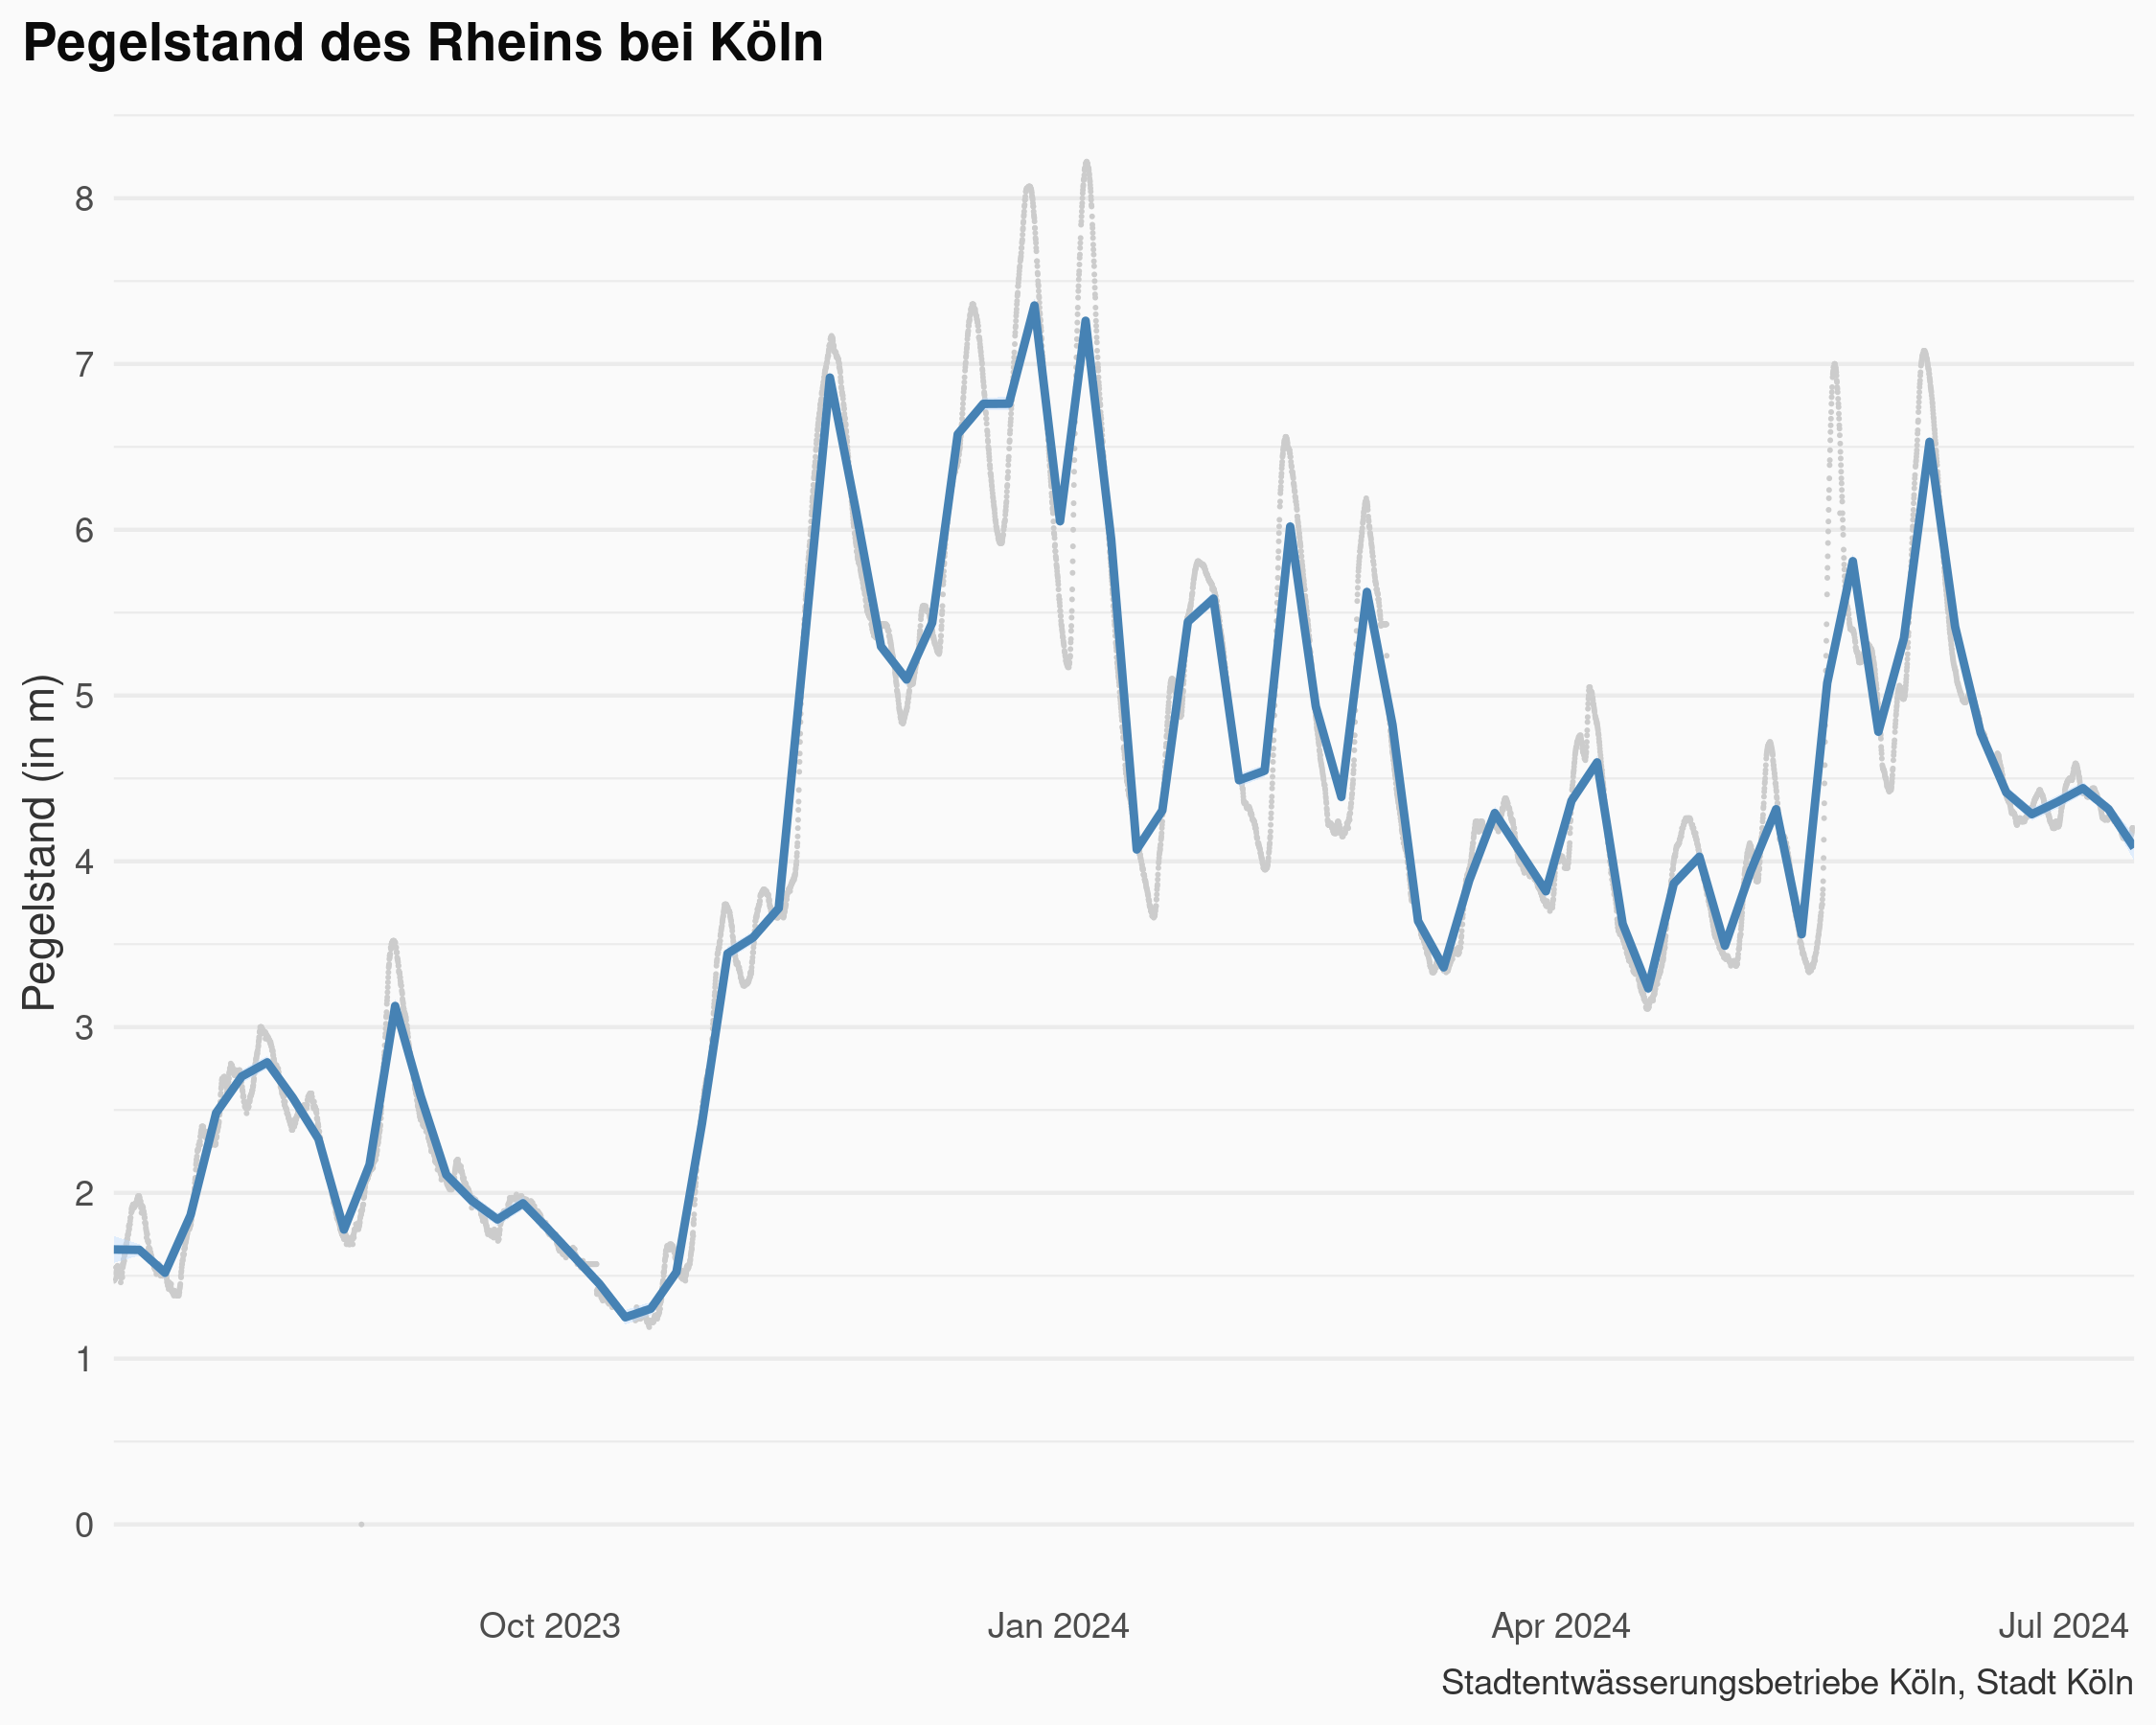 Pegelstand des Rheins bei Köln
Pegelstand (in m)
8
7
6
5
4
3
2
1
0
Oct 2023 Jan 2024 Apr 2024 Jul 2024
Stadtentwässerungsbetriebe Köln, Stadt Köln